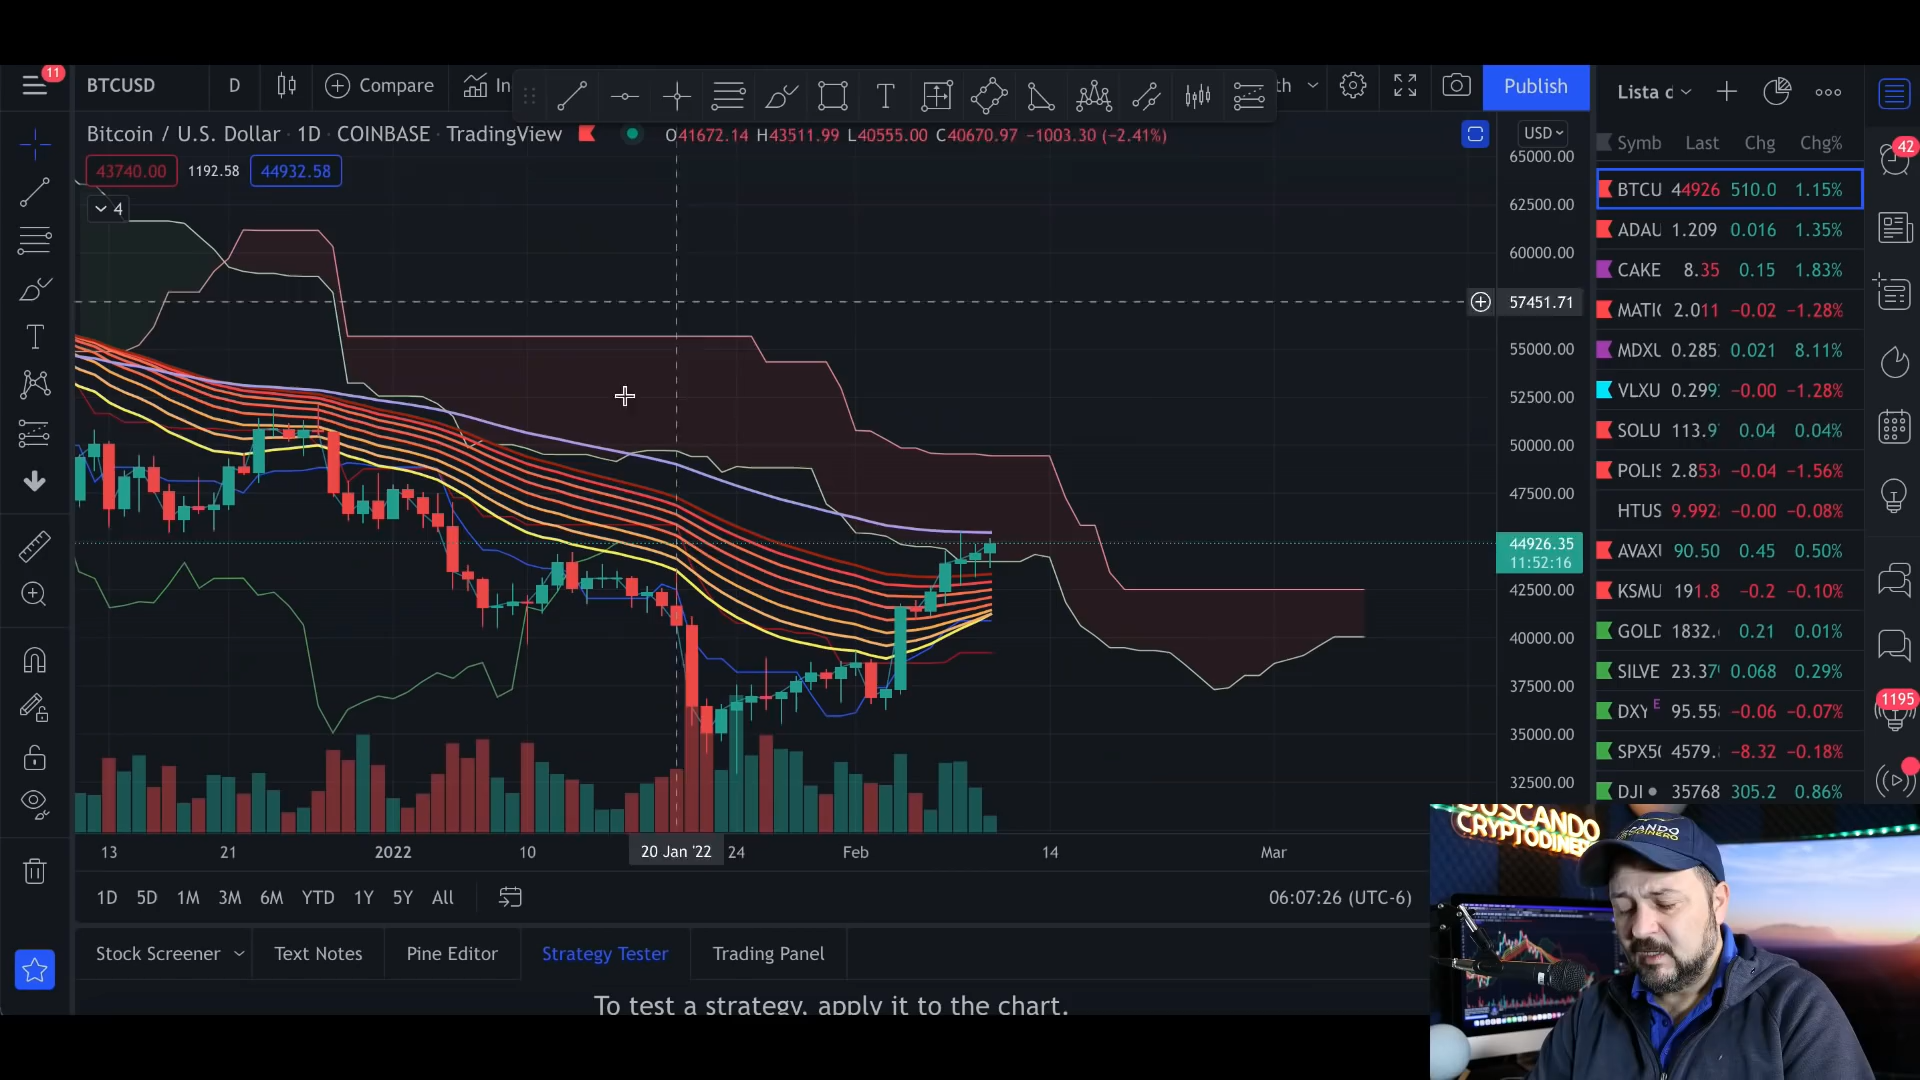 11
BTCUSD D Compare In th Publish Lista d
Bitcoin / U.S. Dollar · 1D · COINBASE · TradingView O41672.14 H43511.99 L40555.00 C40670.97 −1003.30 (−2.41%)
USD
43740.00 1192.58 44932.58
4
65000.00
62500.00
60000.00
57451.71
55000.00
52500.00
50000.00
47500.00
44926.35
11:52:16
42500.00
40000.00
37500.00
35000.00
32500.00
Symb Last Chg Chg%
BTCU 44926 510.0 1.15%
ADAU 1.209 0.016 1.35%
CAKE 8.35 0.15 1.83%
MATIC 2.011 −0.02 −1.28%
MDXU 0.285 0.021 8.11%
VLXU 0.299 −0.00 −1.28%
SOLU 113.9 0.04 0.04%
POLIS 2.853 −0.04 −1.56%
HTUS 9.992 −0.00 −0.08%
AVAXU 90.50 0.45 0.50%
KSMU 191.8 −0.2 −0.10%
GOLD 1832. 0.21 0.01%
SILVE 23.37 0.068 0.29%
DXY E 95.55 −0.06 −0.07%
SPX50 4579. −8.32 −0.18%
DJI 35768 305.2 0.86%
42
1195
13 21 2022 10 20 Jan '22 24 Feb 14 Mar
1D 5D 1M 3M 6M YTD 1Y 5Y All 06:07:26 (UTC-6)
Stock Screener Text Notes Pine Editor Strategy Tester Trading Panel
To test a strategy, apply it to the chart.
BUSCANDO
CRYPTODINERO